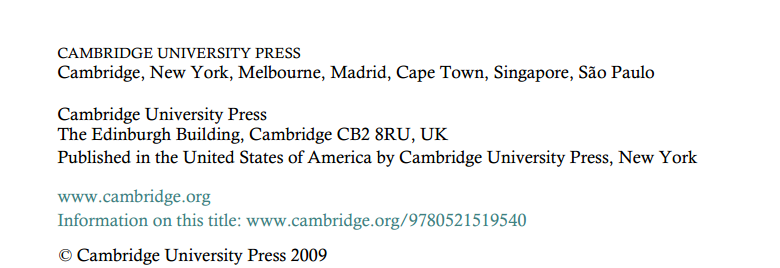 CAMBRIDGE UNIVERSITY PRESS
Cambridge, New York, Melbourne, Madrid, Cape Town, Singapore, São Paulo
Cambridge University Press
The Edinburgh Building, Cambridge CB2 8RU, UK
Published in the United States of America by Cambridge University Press, New York
www.cambridge.org
Information on this title: www.cambridge.org/9780521519540
© Cambridge University Press 2009